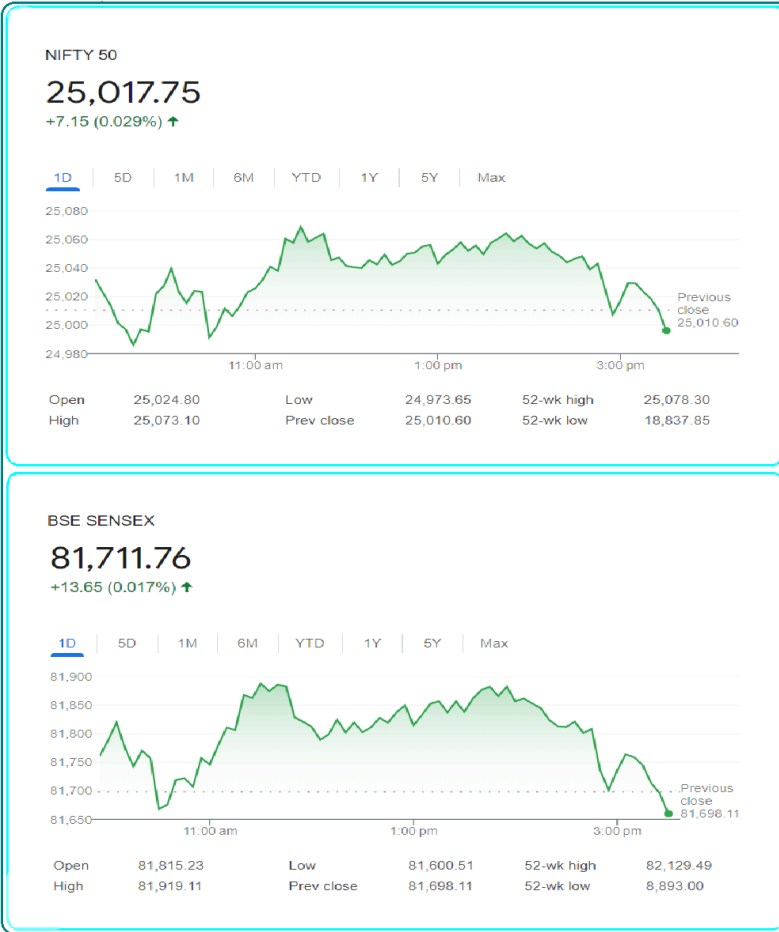 NIFTY 50
25,017.75
+7.15 (0.029%) ↑
1D 5D 1M 6M YTD 1Y 5Y Max
25,080
25,060
25,040
25,020
25,000
24,980
Previous
close
25,010.60
11:00 am 1:00 pm 3:00 pm
Open 25,024.80 Low 24,973.65 52-wk high 25,078.30
High 25,073.10 Prev close 25,010.60 52-wk low 18,837.85
BSE SENSEX
81,711.76
+13.65 (0.017%) ↑
1D 5D 1M 6M YTD 1Y 5Y Max
81,900
81,850
81,800
81,750
81,700
81,650
Previous
close
81,698.11
11:00 am 1:00 pm 3:00 pm
Open 81,815.23 Low 81,600.51 52-wk high 82,129.49
High 81,919.11 Prev close 81,698.11 52-wk low 8,893.00